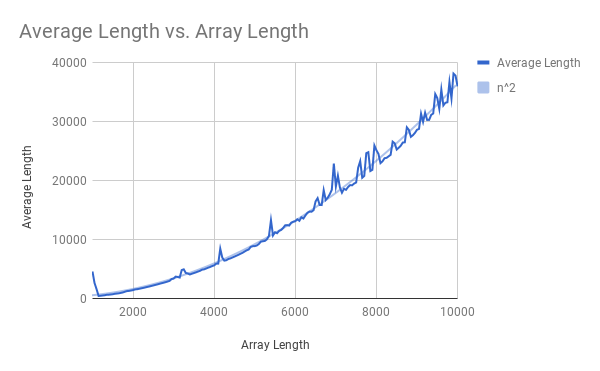 Average Length vs. Array Length
Average Length
n^2
40000
30000
20000
10000
0
Average Length
2000 4000 6000 8000 10000
Array Length